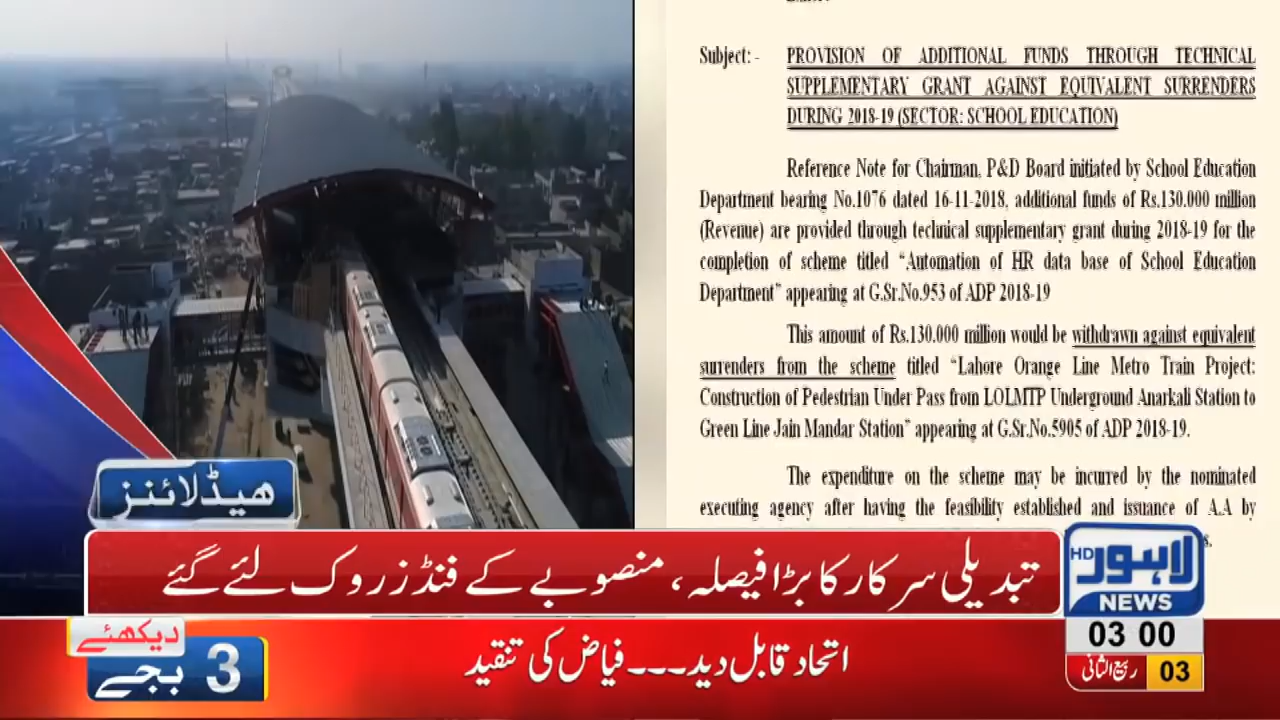 Subject: - PROVISION OF ADDITIONAL FUNDS THROUGH TECHNICAL
SUPPLEMENTARY GRANT AGAINST EQUIVALENT SURRENDERS
DURING 2018-19 (SECTOR: SCHOOL EDUCATION)
Reference Note for Chairman, P&D Board initiated by School Education
Department bearing No.1076 dated 16-11-2018, additional funds of Rs.130.000 million
(Revenue) are provided through technical supplementary grant during 2018-19 for the
completion of scheme titled “Automation of HR data base of School Education
Department” appearing at G.Sr.No.953 of ADP 2018-19
This amount of Rs.130.000 million would be withdrawn against equivalent
surrenders from the scheme titled “Lahore Orange Line Metro Train Project:
Construction of Pedestrian Under Pass from LOLMTP Underground Anarkali Station to
Green Line Jain Mandar Station” appearing at G.Sr.No.5905 of ADP 2018-19.
The expenditure on the scheme may be incurred by the nominated
executing agency after having the feasibility established and issuance of A.A by
ھیڈلائنز
تبدیلی سرکار کا بڑا فیصلہ، منصوبے کے فنڈز روک لئے گئے
لاہور HD
NEWS
03 00
03 ربیع الثانی
دیکھئے
3 بجے
اتحاد قابل دید۔۔۔فیاض کی تنقید